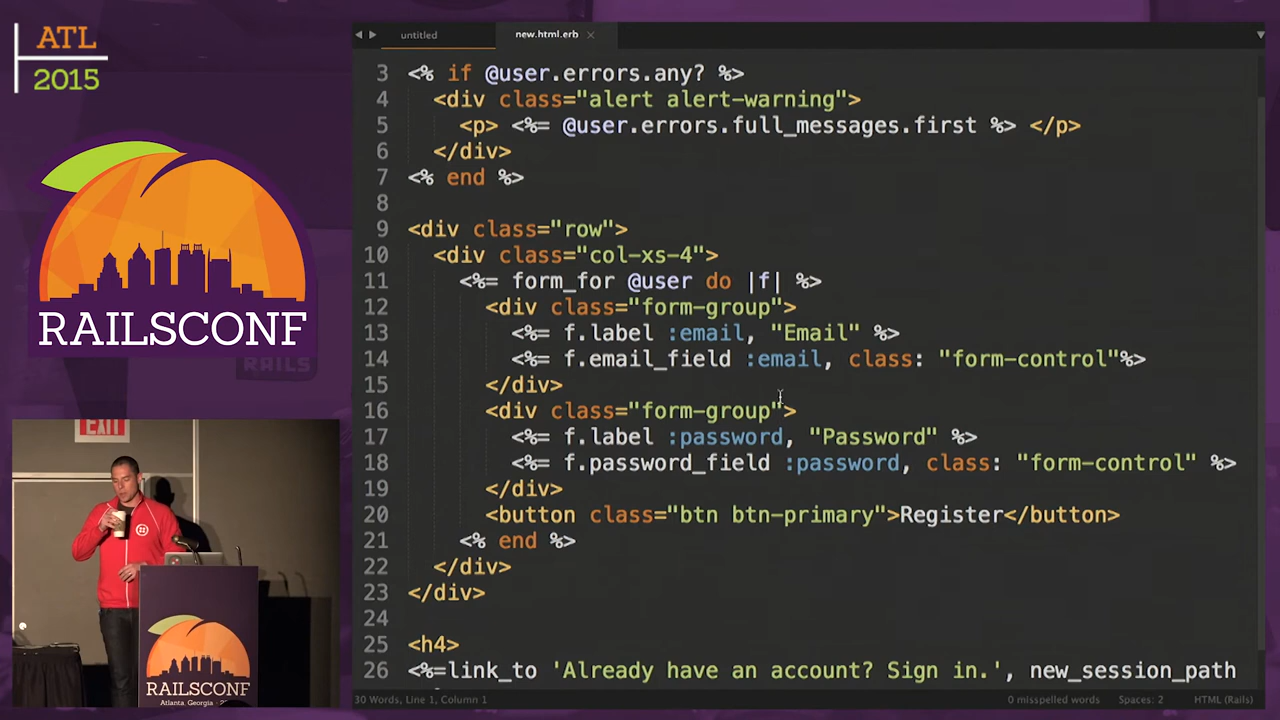 ATL
2015
RAILSCONF
RAILS
EXIT
RAILSCONF
Atlanta, Georgia
untitled
new.html.erb
3 <% if @user.errors.any? %>
4 <div class="alert alert-warning">
5 <p> <%= @user.errors.full_messages.first %> </p>
6 </div>
7 <% end %>
8
9 <div class="row">
10 <div class="col-xs-4">
11 <%= form_for @user do |f| %>
12 <div class="form-group">
13 <%= f.label :email, "Email" %>
14 <%= f.email_field :email, class: "form-control"%>
15 </div>
16 <div class="form-group">
17 <%= f.label :password, "Password" %>
18 <%= f.password_field :password, class: "form-control" %>
19 </div>
20 <button class="btn btn-primary">Register</button>
21 <% end %>
22 </div>
23 </div>
24
25 <h4>
26 <%=link_to 'Already have an account? Sign in.', new_session_path
30 Words, Line 1, Column 1
0 misspelled words
Spaces: 2
HTML (Rails)